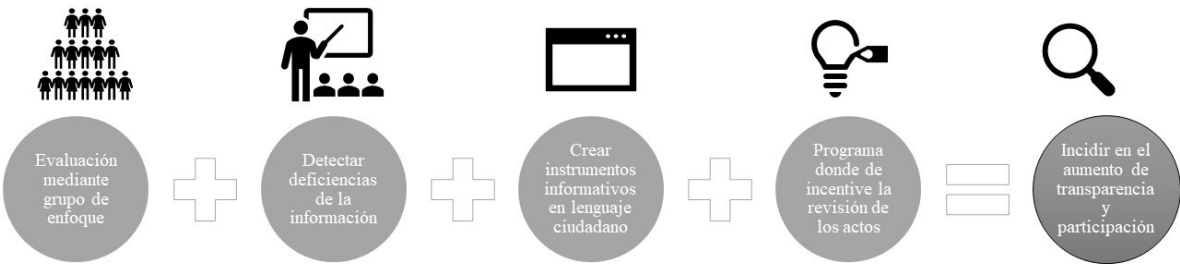 Evaluación
mediante
grupo de
enfoque
Detectar
deficiencias
de la
información
Crear
instrumentos
informativos
en lenguaje
ciudadano
Programa
donde de
incentive la
revisión de
los actos
Incidir en el
aumento de
transparencia
y
participación